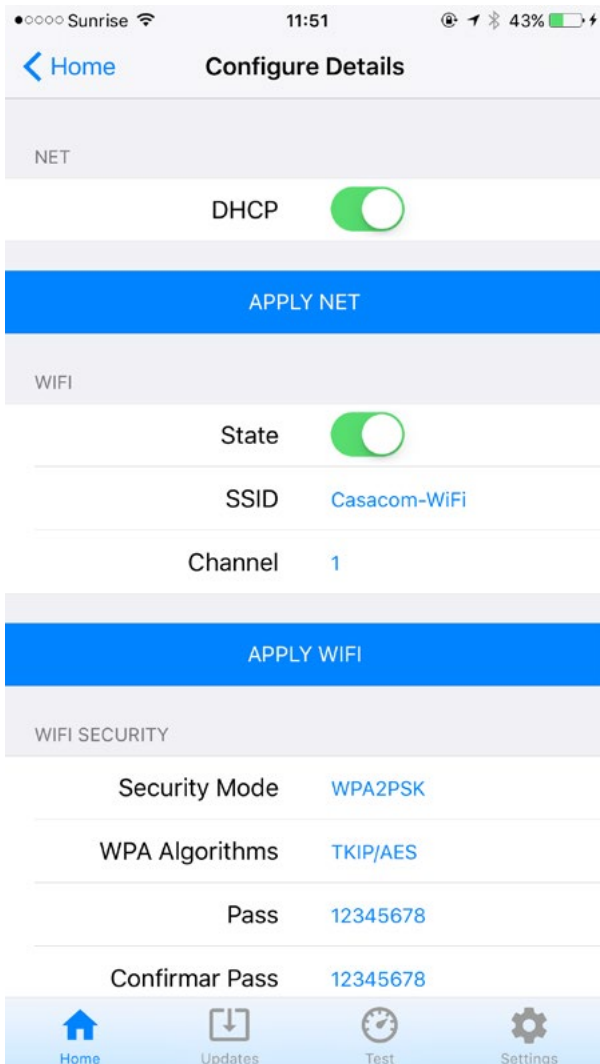 Sunrise 11:51 43%
Home Configure Details
NET
DHCP
APPLY NET
WIFI
State
SSID Casacom-WiFi
Channel 1
APPLY WIFI
WIFI SECURITY
Security Mode WPA2PSK
WPA Algorithms TKIP/AES
Pass 12345678
Confirmar Pass 12345678
Home Updates Test Settings